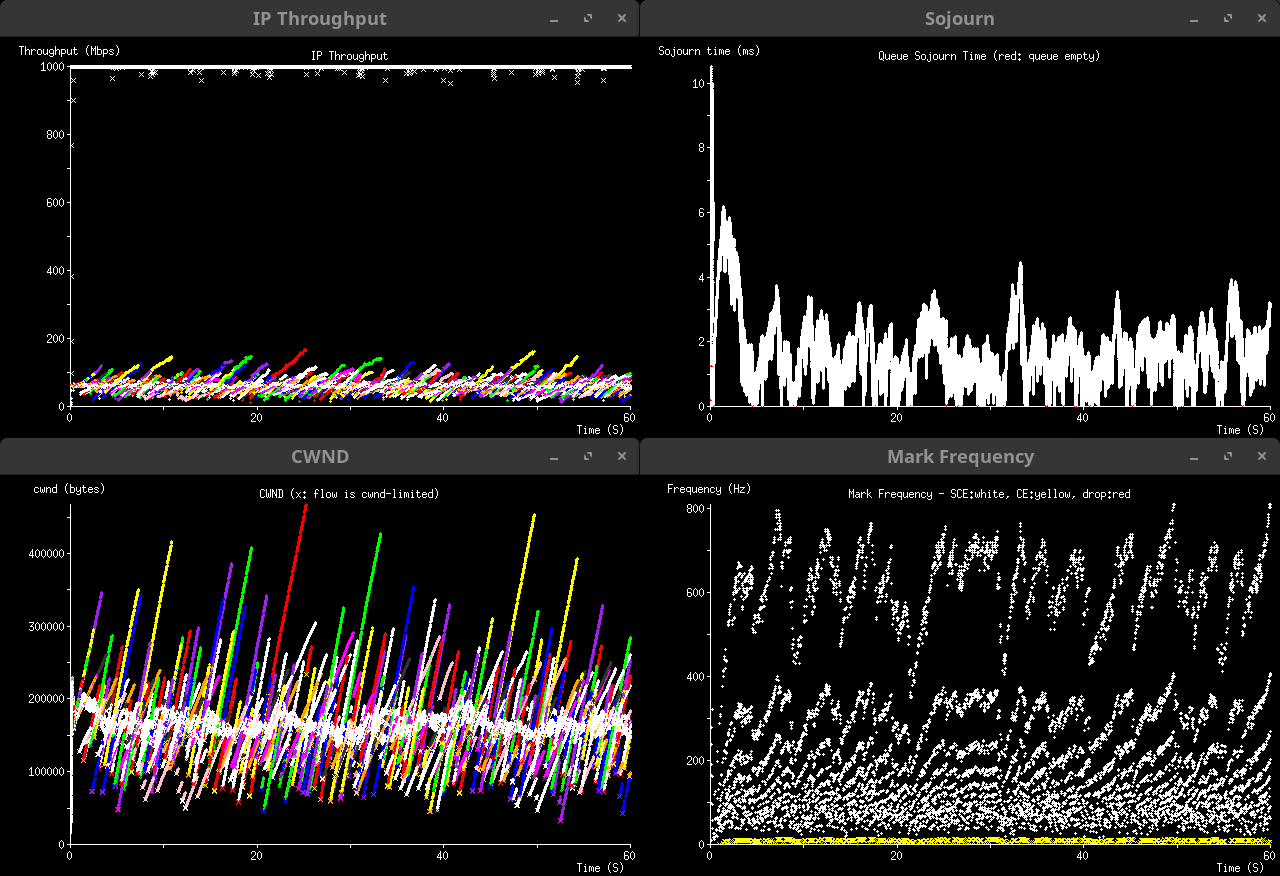 IP Throughput
Throughput (Mbps)
IP Throughput
1000
800
600
400
200
0
0
20
40
60
Time (S)
Sojourn
Sojourn time (ms)
Queue Sojourn Time (red: queue empty)
10
8
6
4
2
0
0
20
40
60
Time (S)
CWND
cwnd (bytes)
CWND (x: flow is cwnd-limited)
400000
300000
200000
100000
0
0
20
40
60
Time (S)
Mark Frequency
Frequency (Hz)
Mark Frequency - SCE:white, CE:yellow, drop:red
800
600
400
200
0
0
20
40
60
Time (S)